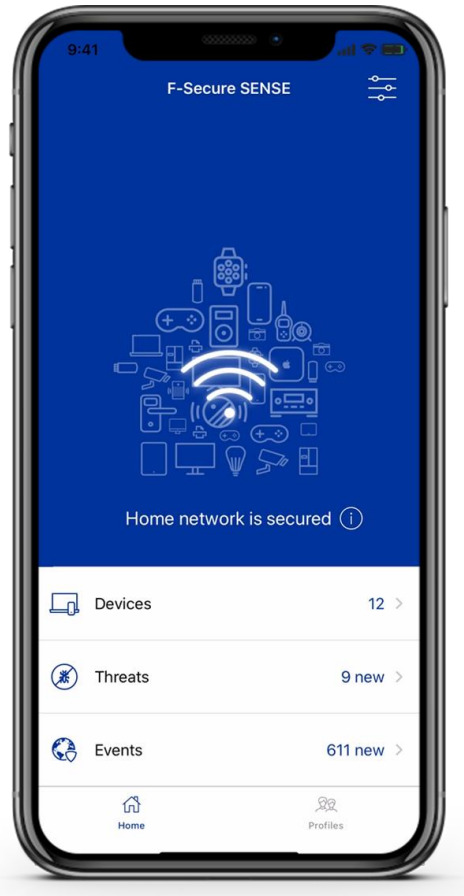 9:41
F-Secure SENSE
Home network is secured i
Devices 12
Threats 9 new
Events 611 new
Home Profiles